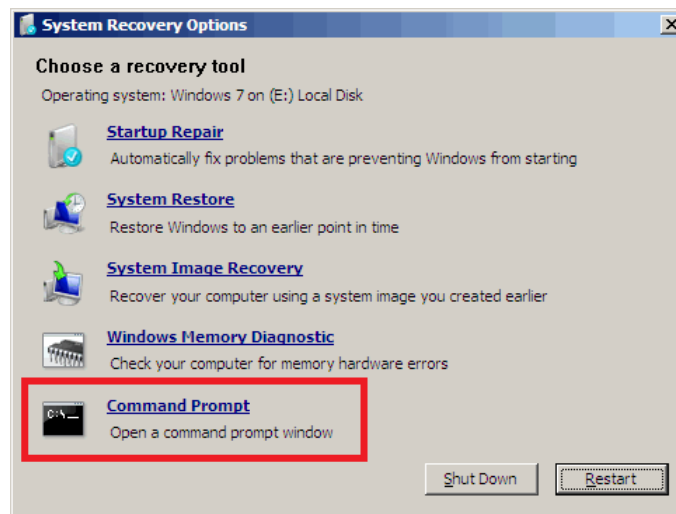 System Recovery Options
Choose a recovery tool
Operating system: Windows 7 on (E:) Local Disk
Startup Repair
Automatically fix problems that are preventing Windows from starting
System Restore
Restore Windows to an earlier point in time
System Image Recovery
Recover your computer using a system image you created earlier
Windows Memory Diagnostic
Check your computer for memory hardware errors
C:\_
Command Prompt
Open a command prompt window
Shut Down Restart